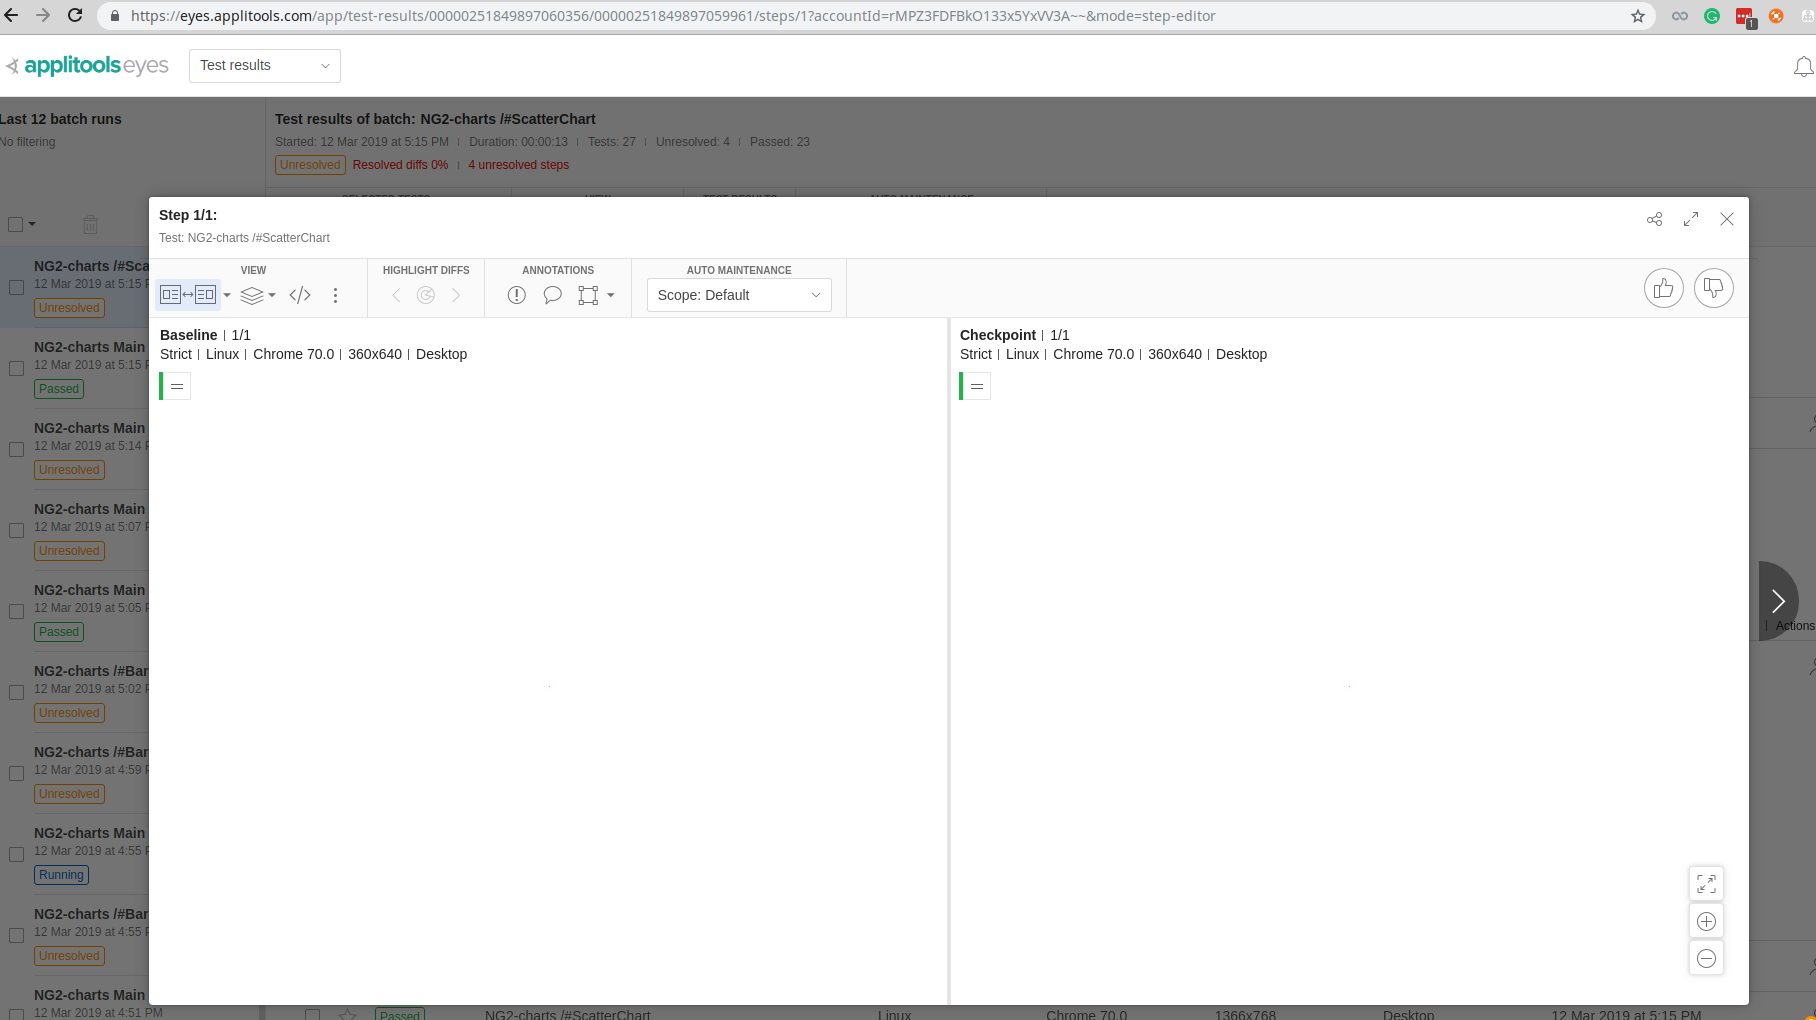 https://eyes.applitools.com/app/test-results/00000251849897060356/00000251849897059961/steps/1?accountId=rMPZ3FDFBkO133x5YxVV3A~~&mode=step-editor
1
applitools eyes
Test results
Last 12 batch runs
No filtering
Test results of batch: NG2-charts /#ScatterChart
Started: 12 Mar 2019 at 5:15 PM | Duration: 00:00:13 | Tests: 27 | Unresolved: 4 | Passed: 23
Unresolved Resolved diffs 0% | 4 unresolved steps
Step 1/1:
Test: NG2-charts /#ScatterChart
VIEW
HIGHLIGHT DIFFS
ANNOTATIONS
AUTO MAINTENANCE
Scope: Default
Baseline | 1/1
Strict | Linux | Chrome 70.0 | 360x640 | Desktop
Checkpoint | 1/1
Strict | Linux | Chrome 70.0 | 360x640 | Desktop
NG2-charts /#Sca
12 Mar 2019 at 5:15 P
Unresolved
NG2-charts Main
12 Mar 2019 at 5:15 P
Passed
NG2-charts Main
12 Mar 2019 at 5:14 P
Unresolved
NG2-charts Main
12 Mar 2019 at 5:07 P
Unresolved
NG2-charts Main
12 Mar 2019 at 5:05 P
Passed
NG2-charts /#Bar
12 Mar 2019 at 5:02 P
Unresolved
NG2-charts /#Bar
12 Mar 2019 at 4:59 P
Unresolved
NG2-charts Main
12 Mar 2019 at 4:55 P
Running
NG2-charts /#Bar
12 Mar 2019 at 4:55 P
Unresolved
NG2-charts Main
12 Mar 2019 at 4:51 PM
| Actions
Passed NG2-charts /#ScatterChart Linux Chrome 70.0 1366x768 Desktop 12 Mar 2019 at 5:15 PM